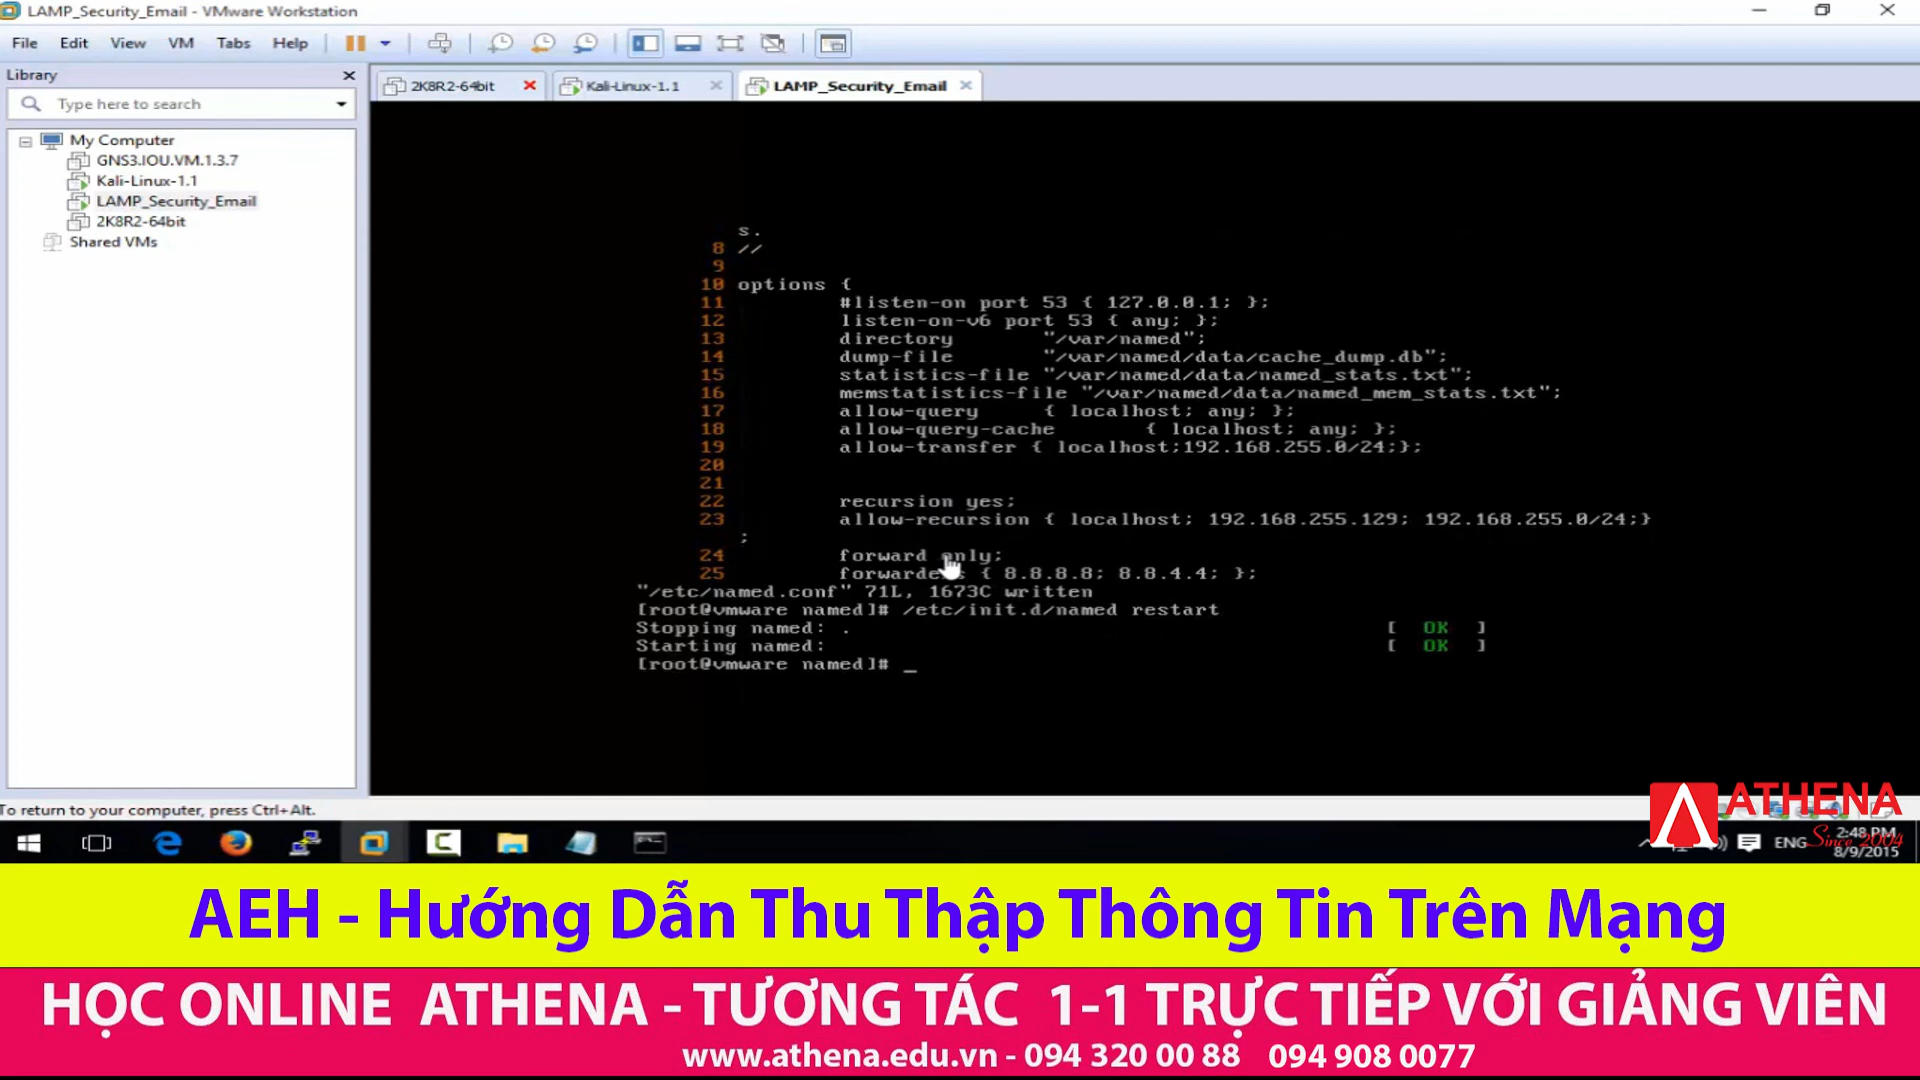 LAMP_Security_Email - VMware Workstation
File Edit View VM Tabs Help
Library
Type here to search
My Computer
GNS3.IOU.VM.1.3.7
Kali-Linux-1.1
LAMP_Security_Email
2K8R2-64bit
Shared VMs
2K8R2-64bit Kali-Linux-1.1 LAMP_Security_Email
s.
8 //
9
10 options {
11 #listen-on port 53 { 127.0.0.1; };
12 listen-on-v6 port 53 { any; };
13 directory "/var/named";
14 dump-file "/var/named/data/cache_dump.db";
15 statistics-file "/var/named/data/named_stats.txt";
16 memstatistics-file "/var/named/data/named_mem_stats.txt";
17 allow-query { localhost; any; };
18 allow-query-cache { localhost; any; };
19 allow-transfer { localhost;192.168.255.0/24;};
20
21
22 recursion yes;
23 allow-recursion { localhost; 192.168.255.129; 192.168.255.0/24;}
;
24 forward only;
25 forwarders { 8.8.8.8; 8.8.4.4; };
"/etc/named.conf" 71L, 1673C written
[root@vmware named]# /etc/init.d/named restart
Stopping named: . [ OK ]
Starting named: [ OK ]
[root@vmware named]# _
To return to your computer, press Ctrl+Alt.
ATHENA
Since 2004
ENG 2:48 PM
8/9/2015
AEH - Hướng Dẫn Thu Thập Thông Tin Trên Mạng
HỌC ONLINE ATHENA - TƯƠNG TÁC 1-1 TRỰC TIẾP VỚI GIẢNG VIÊN
www.athena.edu.vn - 094 320 00 88 094 908 0077